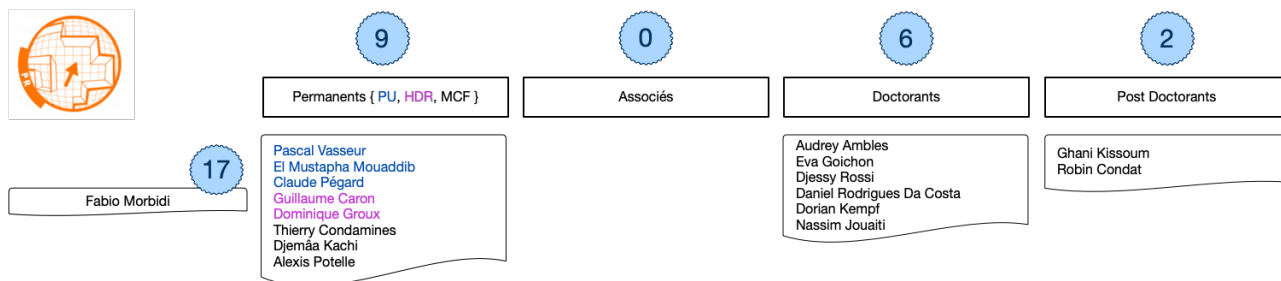 9
0
6
2
PR
Permanents { PU, HDR, MCF }
Associés
Doctorants
Post Doctorants
17
Fabio Morbidi
Pascal Vasseur
El Mustapha Mouaddib
Claude Pégard
Guillaume Caron
Dominique Groux
Thierry Condamines
Djemâa Kachi
Alexis Potelle
Audrey Ambles
Eva Goichon
Djessy Rossi
Daniel Rodrigues Da Costa
Dorian Kempf
Nassim Jouaiti
Ghani Kissoum
Robin Condat